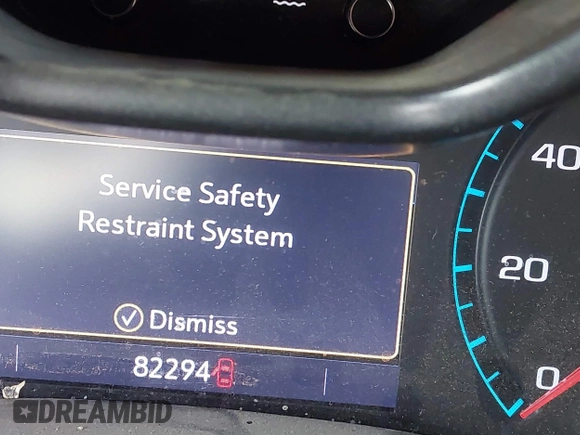 Service Safety
Restraint System
Dismiss
82294
40
20
0
DREAMBID